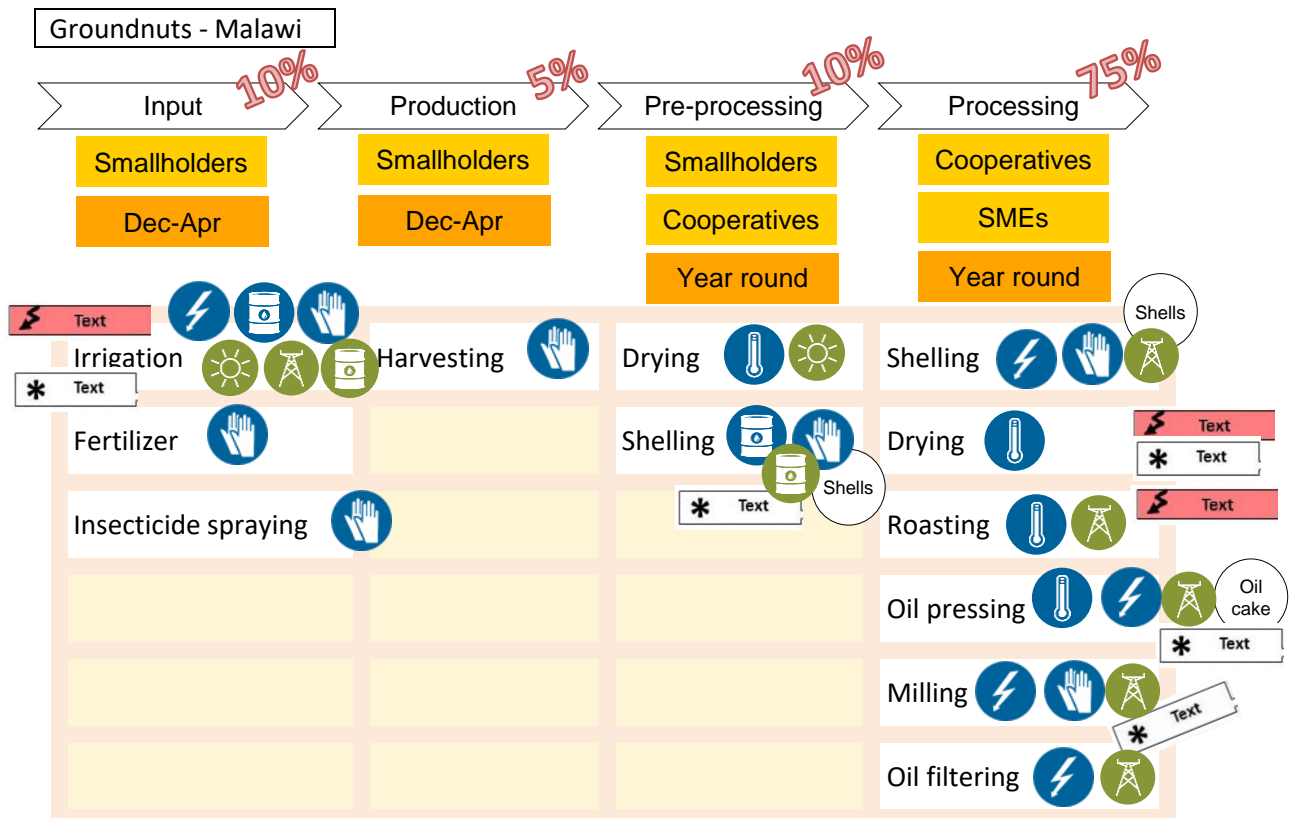 Groundnuts - Malawi
10%
5%
10%
75%
Input
Production
Pre-processing
Processing
Smallholders
Smallholders
Smallholders
Cooperatives
Dec-Apr
Dec-Apr
Cooperatives
SMEs
Year round
Year round
Shells
Text
Irrigation
Harvesting
Drying
Shelling
* Text
Fertilizer
Shelling
Drying
Text
* Text
Shells
* Text
Insecticide spraying
Roasting
Text
Oil pressing
Oil
cake
* Text
Milling
* Text
Oil filtering